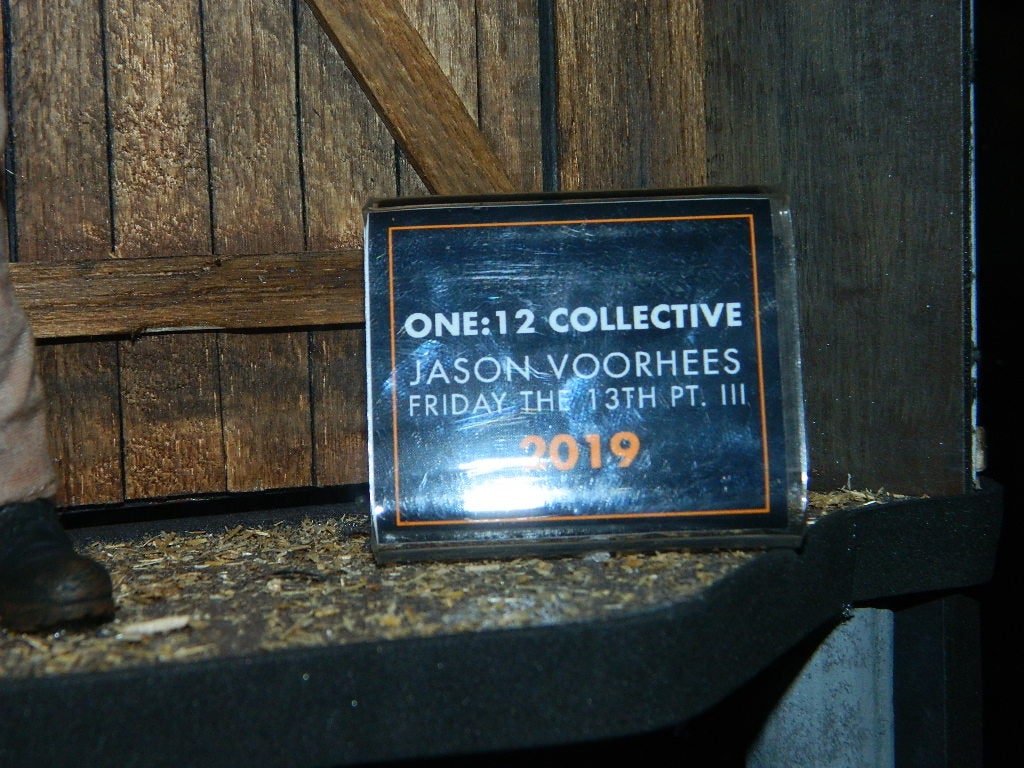 ONE:12 COLLECTIVE
JASON VOORHEES
FRIDAY THE 13TH PT. III
2019